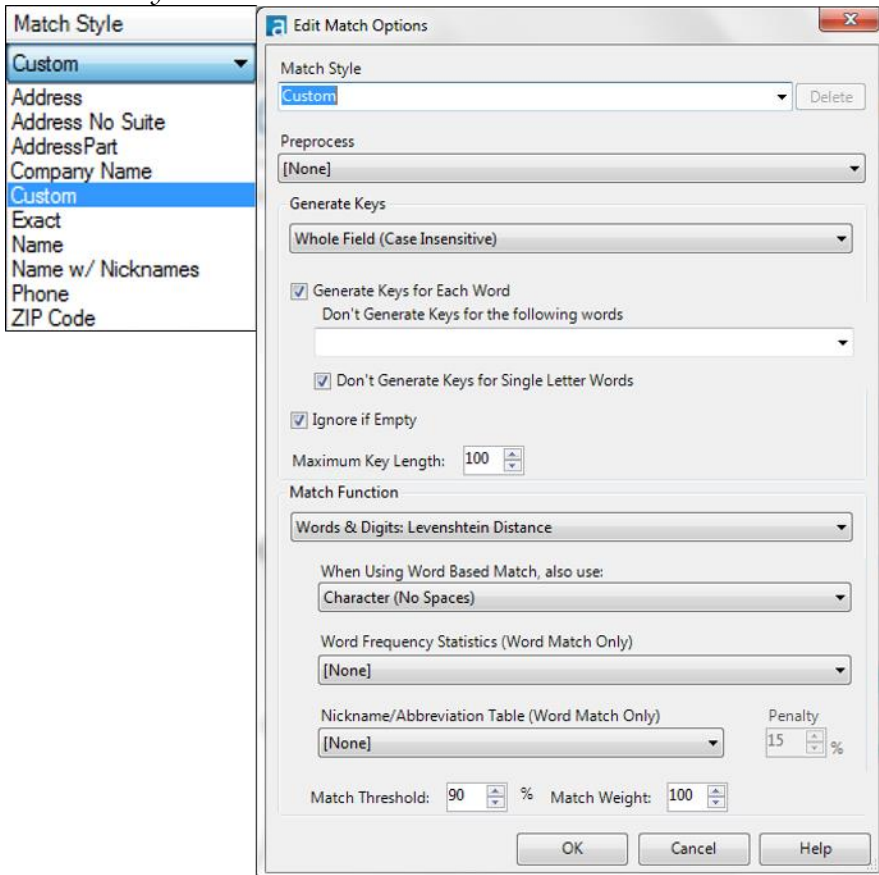 Match Style
Custom
Address
Address No Suite
AddressPart
Company Name
Custom
Exact
Name
Name w/ Nicknames
Phone
ZIP Code
a Edit Match Options
Match Style
Custom Delete
Preprocess
[None]
Generate Keys
Whole Field (Case Insensitive)
Generate Keys for Each Word
Don't Generate Keys for the following words
Don't Generate Keys for Single Letter Words
Ignore if Empty
Maximum Key Length: 100
Match Function
Words & Digits: Levenshtein Distance
When Using Word Based Match, also use:
Character (No Spaces)
Word Frequency Statistics (Word Match Only)
[None]
Nickname/Abbreviation Table (Word Match Only) Penalty
[None] 15 %
Match Threshold: 90 % Match Weight: 100
OK Cancel Help